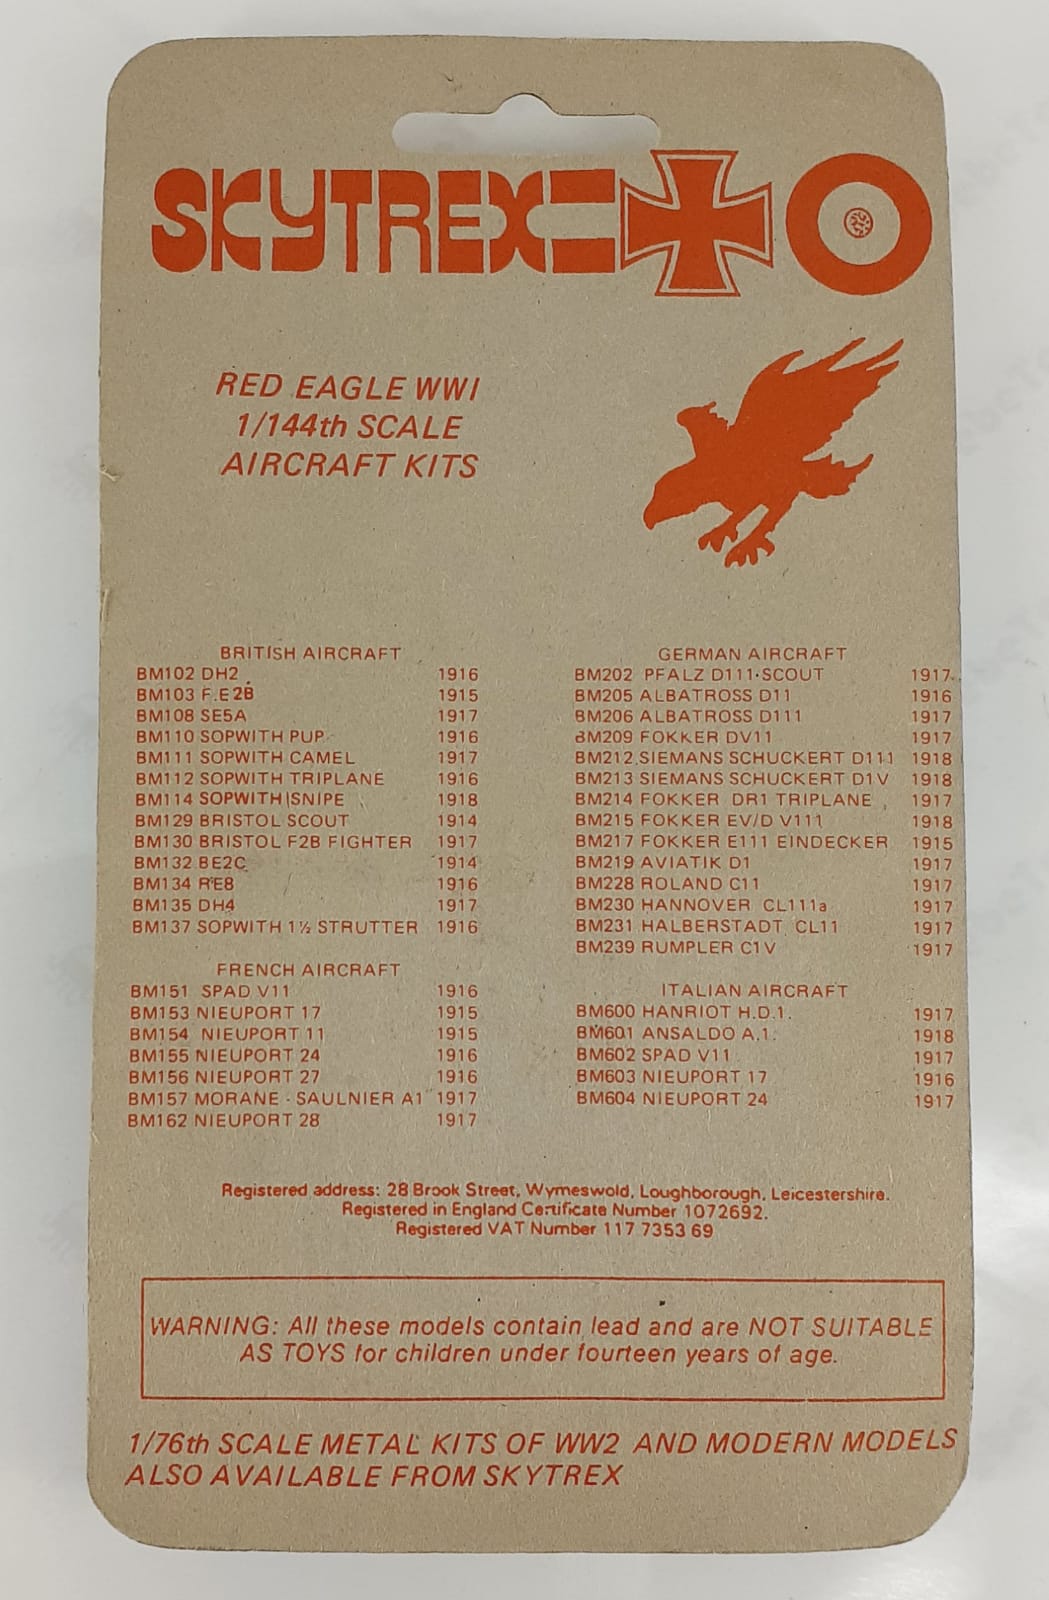 SKYTREX
RED EAGLE WWI
1/144th SCALE
AIRCRAFT KITS
BRITISH AIRCRAFT
BM102 DH2 1916
BM103 F.E2B 1915
BM108 SE5A 1917
BM110 SOPWITH PUP 1916
BM111 SOPWITH CAMEL 1917
BM112 SOPWITH TRIPLANE 1916
BM114 SOPWITH SNIPE 1918
BM129 BRISTOL SCOUT 1914
BM130 BRISTOL F2B FIGHTER 1917
BM132 BE2C 1914
BM134 RE8 1916
BM135 DH4 1917
BM137 SOPWITH 1½ STRUTTER 1916
FRENCH AIRCRAFT
BM151 SPAD V11 1916
BM153 NIEUPORT 17 1915
BM154 NIEUPORT 11 1915
BM155 NIEUPORT 24 1916
BM156 NIEUPORT 27 1916
BM157 MORANE - SAULNIER A1 1917
BM162 NIEUPORT 28 1917
GERMAN AIRCRAFT
BM202 PFALZ D111·SCOUT 1917
BM205 ALBATROSS D11 1916
BM206 ALBATROSS D111 1917
BM209 FOKKER DV11 1917
BM212 SIEMANS SCHUCKERT D111 1918
BM213 SIEMANS SCHUCKERT D1V 1918
BM214 FOKKER DR1 TRIPLANE 1917
BM215 FOKKER EV/D V111 1918
BM217 FOKKER E111 EINDECKER 1915
BM219 AVIATIK D1 1917
BM228 ROLAND C11 1917
BM230 HANNOVER CL111a 1917
BM231 HALBERSTADT CL11 1917
BM239 RUMPLER C1V 1917
ITALIAN AIRCRAFT
BM600 HANRIOT H.D.1. 1917
BM601 ANSALDO A.1. 1918
BM602 SPAD V11 1917
BM603 NIEUPORT 17 1916
BM604 NIEUPORT 24 1917
Registered address: 28 Brook Street, Wymeswold, Loughborough, Leicestershire.
Registered in England Certificate Number 1072692.
Registered VAT Number 117 7353 69
WARNING: All these models contain lead and are NOT SUITABLE
AS TOYS for children under fourteen years of age.
1/76th SCALE METAL KITS OF WW2 AND MODERN MODELS
ALSO AVAILABLE FROM SKYTREX